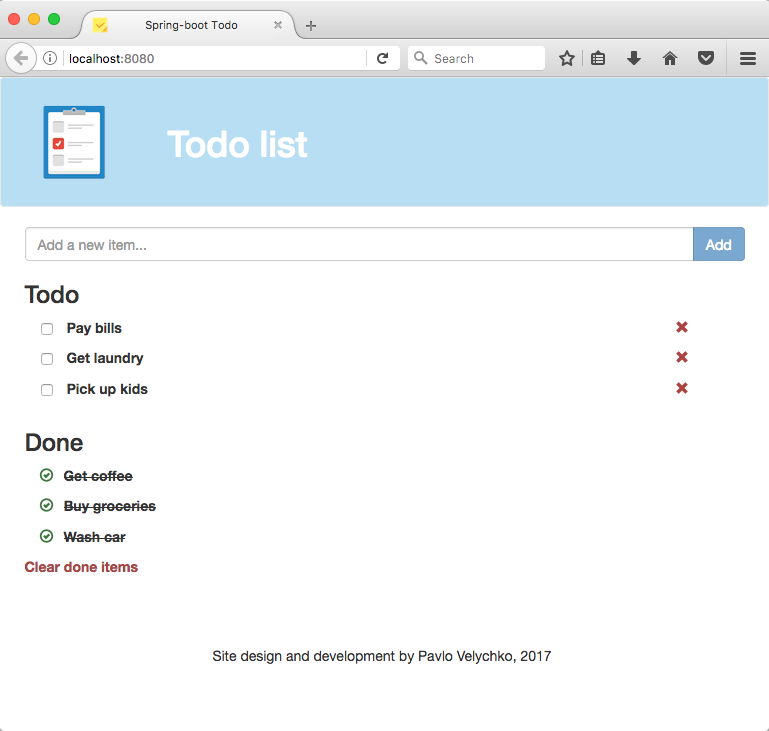 Spring-boot Todo
localhost:8080
Search
Todo list
Add a new item...
Add
Todo
Pay bills
Get laundry
Pick up kids
Done
Get coffee
Buy groceries
Wash car
Clear done items
Site design and development by Pavlo Velychko, 2017